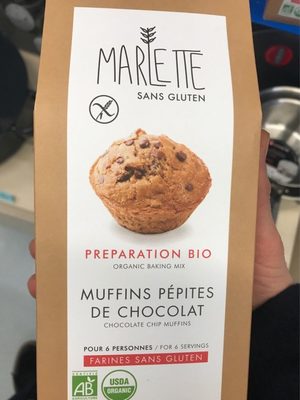 MARLETTE
SANS GLUTEN
PREPARATION BIO
ORGANIC BAKING MIX
MUFFINS PÉPITES
DE CHOCOLAT
CHOCOLATE CHIP MUFFINS
POUR 6 PERSONNES / FOR 6 SERVINGS
FARINES SANS GLUTEN
AB
USDA
ORGANIC